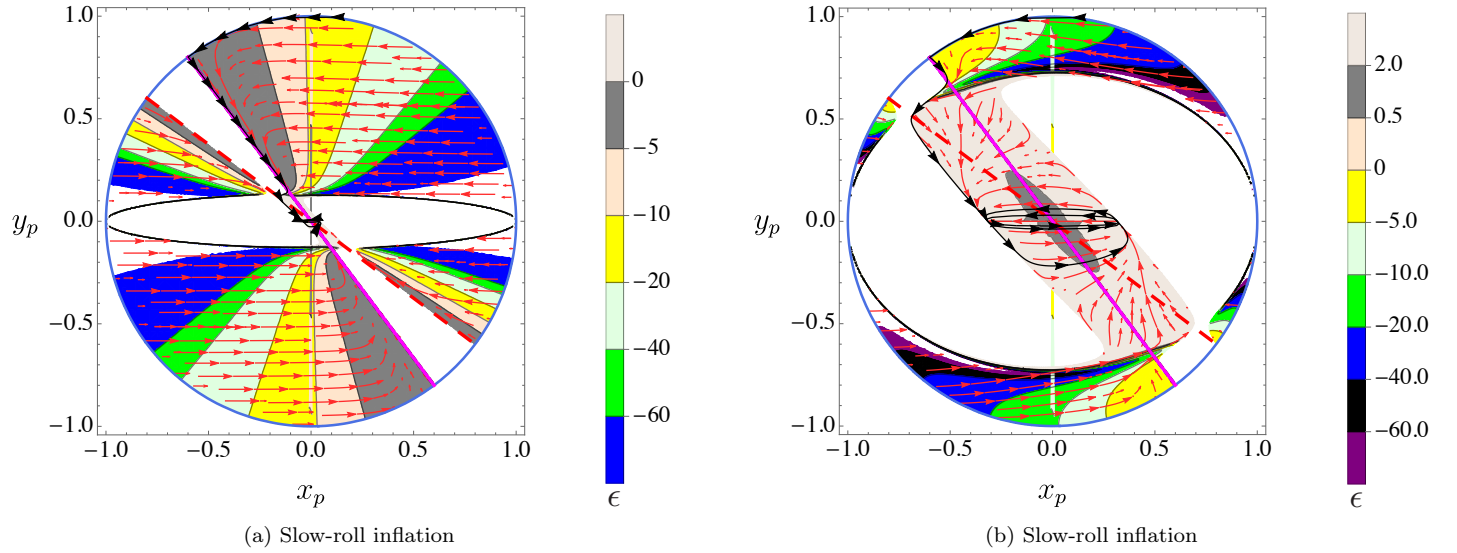 1.0
0.5
0.0
−0.5
−1.0
y_p
−1.0 −0.5 0.0 0.5 1.0
x_p
0
−5
−10
−20
−40
−60
ϵ
(a) Slow-roll inflation
1.0
0.5
0.0
−0.5
−1.0
y_p
−1.0 −0.5 0.0 0.5 1.0
x_p
2.0
0.5
0
−5.0
−10.0
−20.0
−40.0
−60.0
ϵ
(b) Slow-roll inflation